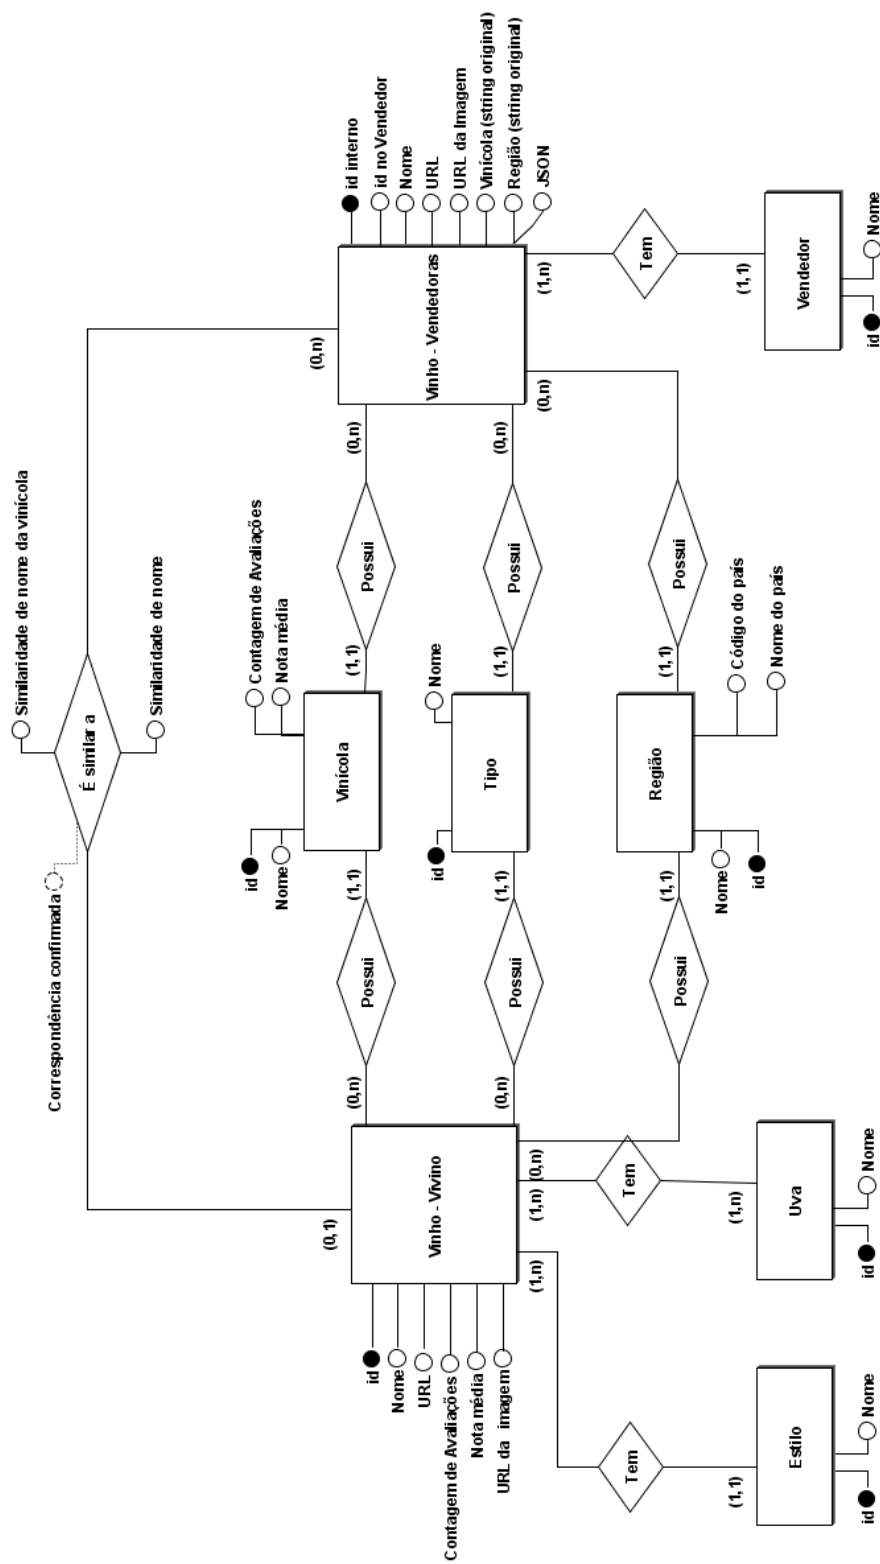 Similaridade de nome da vinícola
É similar a
Similaridade de nome
Correspondência confirmada
(0,1)
(0,n)
Vinho - Vivino
id
Nome
URL
Contagem de Avaliações
Nota média
URL da imagem
Vinho - Vendedoras
id interno
id no Vendedor
Nome
URL
URL da Imagem
Vinícola (string original)
Região (string original)
JSON
(0,n)
Possui
(1,1)
Vinícola
id
Nome
Contagem de Avaliações
Nota média
(1,1)
Possui
(0,n)
(0,n)
Possui
(1,1)
Tipo
id
Nome
(1,1)
Possui
(0,n)
(0,n)
Possui
(1,1)
Região
Nome
id
Código do país
Nome do país
(1,1)
Possui
(0,n)
(1,n)
Tem
(1,n)
Uva
id
Nome
(1,n)
Tem
(1,1)
Estilo
id
Nome
(1,n)
Tem
(1,1)
Vendedor
id
Nome